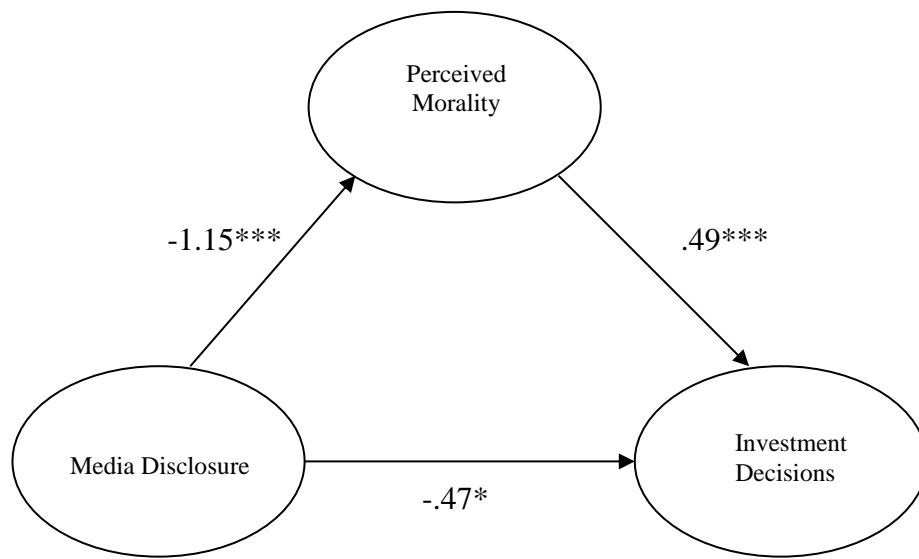 Perceived
Morality
-1.15***
.49***
Media Disclosure
Investment
Decisions
-.47*